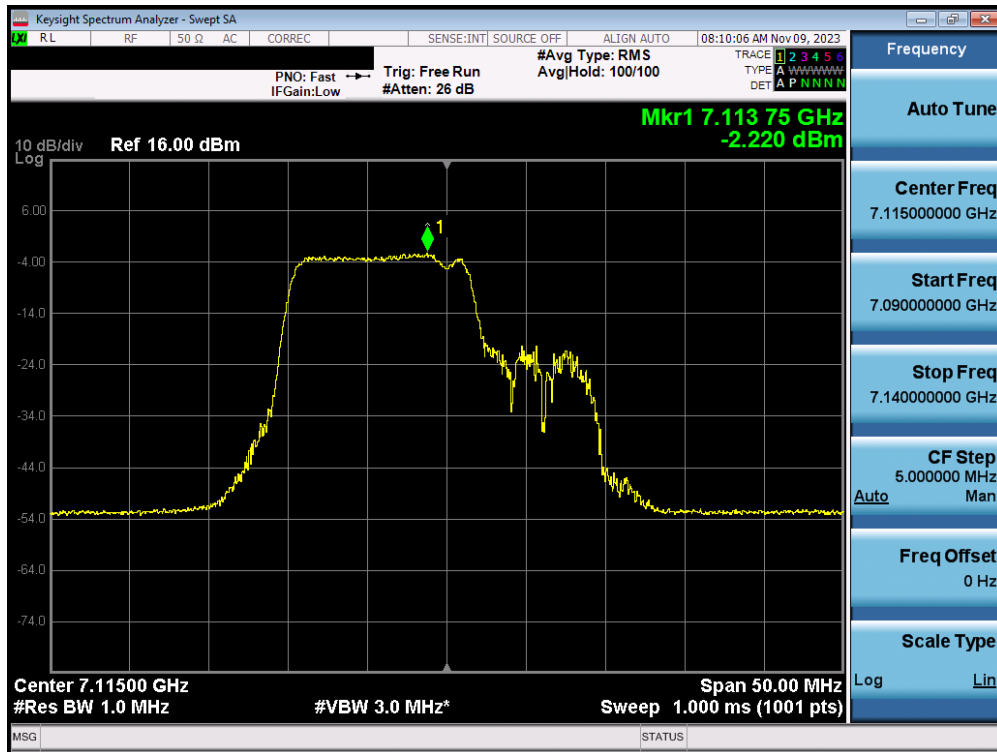 Keysight Spectrum Analyzer - Swept SA
LXI RL RF 50 Ω AC CORREC SENSE:INT SOURCE OFF ALIGN AUTO 08:10:06 AM Nov 09, 2023
PNO: Fast Trig: Free Run #Avg Type: RMS TRACE 1 2 3 4 5 6
IFGain:Low #Atten: 26 dB Avg|Hold: 100/100 TYPE A WWWWW
DET A P N N N N
Mkr1 7.113 75 GHz
-2.220 dBm
10 dB/div Ref 16.00 dBm
Log
1
6.00
-4.00
-14.0
-24.0
-34.0
-44.0
-54.0
-64.0
-74.0
Center 7.11500 GHz Span 50.00 MHz
#Res BW 1.0 MHz #VBW 3.0 MHz* Sweep 1.000 ms (1001 pts)
MSG STATUS
Frequency
Auto Tune
Center Freq
7.115000000 GHz
Start Freq
7.090000000 GHz
Stop Freq
7.140000000 GHz
CF Step
5.000000 MHz
Auto Man
Freq Offset
0 Hz
Scale Type
Log Lin